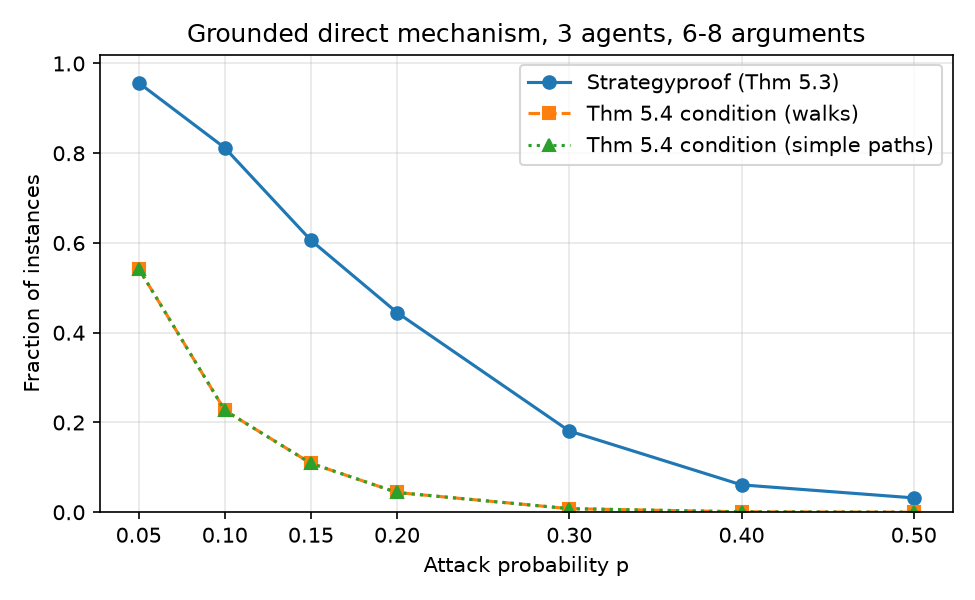 Grounded direct mechanism, 3 agents, 6-8 arguments
Strategyproof (Thm 5.3)
Thm 5.4 condition (walks)
Thm 5.4 condition (simple paths)
Fraction of instances
1.0
0.8
0.6
0.4
0.2
0.0
0.05 0.10 0.15 0.20 0.30 0.40 0.50
Attack probability p